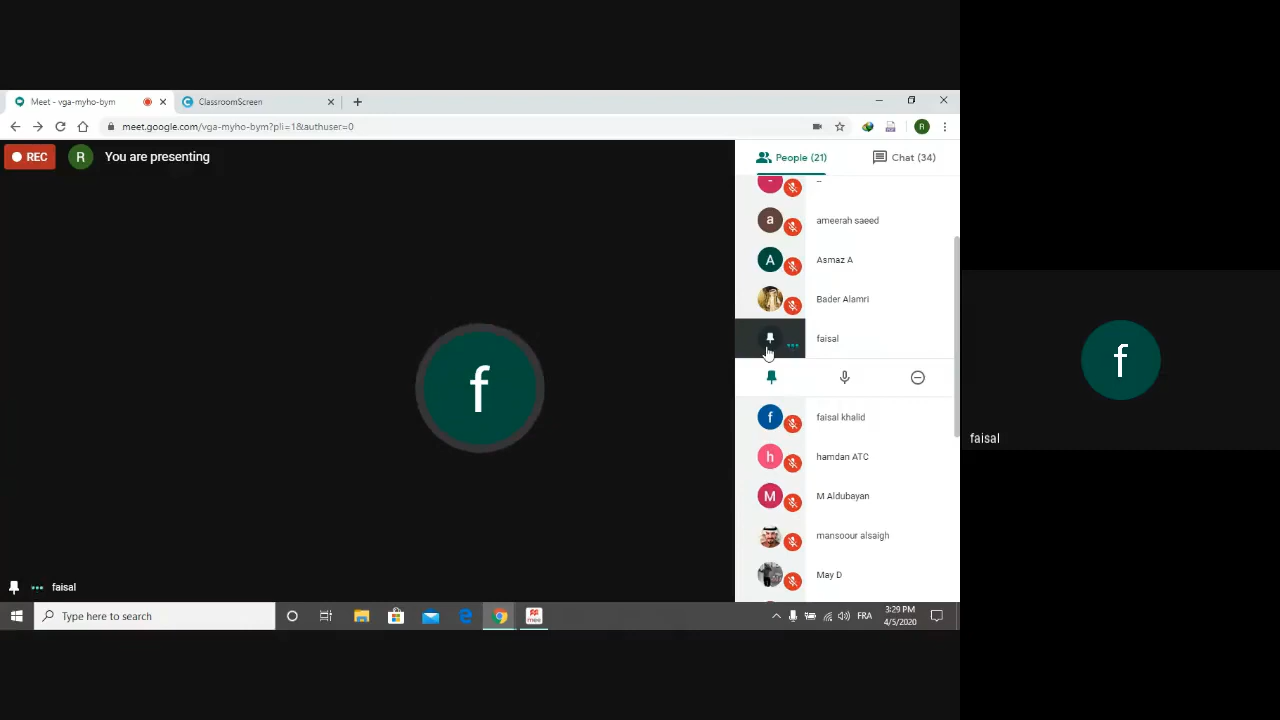 Meet - vga-myho-bym
ClassroomScreen
meet.google.com/vga-myho-bym?pli=1&authuser=0
R
REC
R
You are presenting
People (21)
Chat (34)
a
ameerah saeed
A
Asmaz A
Bader Alamri
faisal
f
f
faisal
f
faisal khalid
h
hamdan ATC
M
M Aldubayan
mansoour alsaigh
May D
faisal
Type here to search
FRA
3:29 PM
4/5/2020